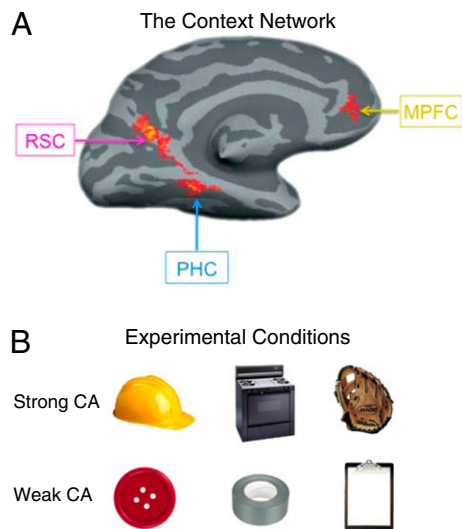 A
The Context Network
MPFC
RSC
PHC
B
Experimental Conditions
Strong CA
Weak CA